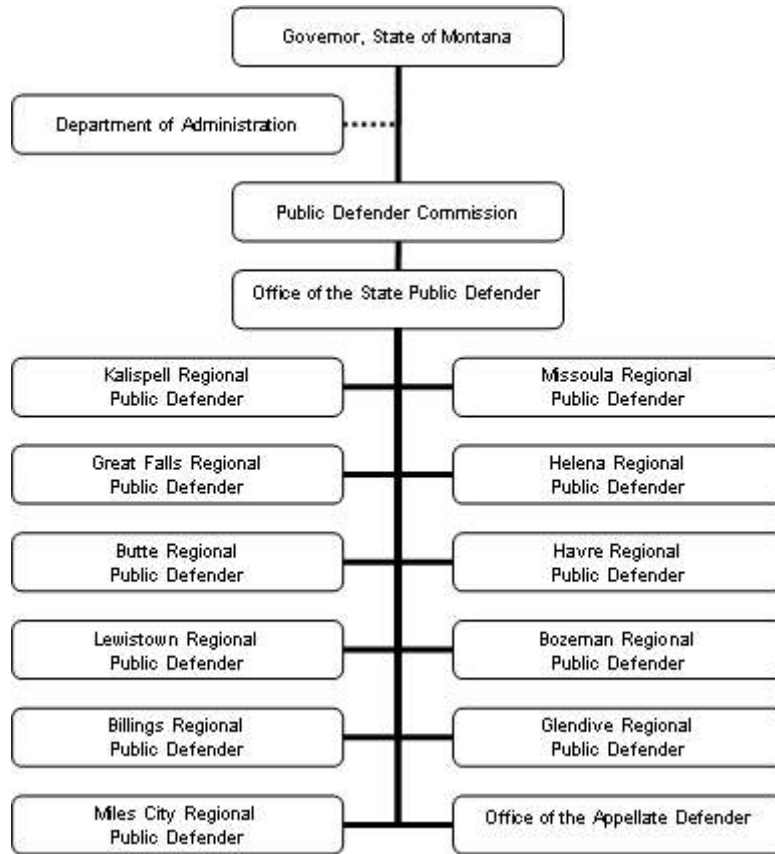 Governor, State of Montana
Department of Administration
Public Defender Commission
Office of the State Public Defender
Kalispell Regional
Public Defender
Missoula Regional
Public Defender
Great Falls Regional
Public Defender
Helena Regional
Public Defender
Butte Regional
Public Defender
Havre Regional
Public Defender
Lewistown Regional
Public Defender
Bozeman Regional
Public Defender
Billings Regional
Public Defender
Glendive Regional
Public Defender
Miles City Regional
Public Defender
Office of the Appellate Defender